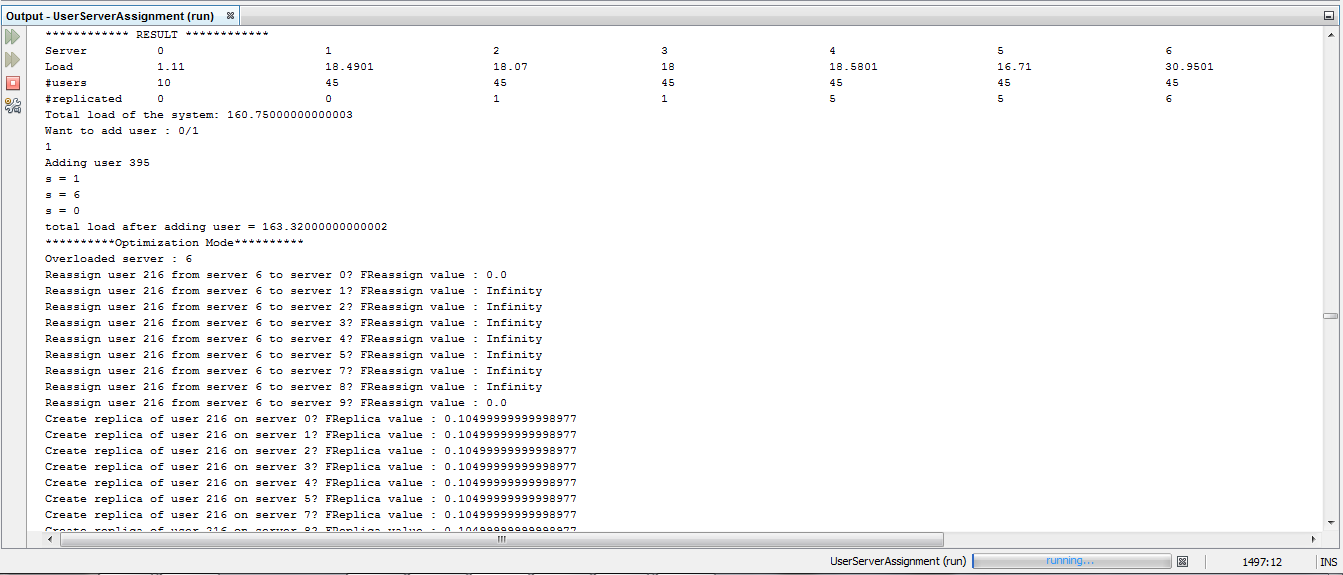 Output - UserServerAssignment (run)
************ RESULT ************
Server 0 1 2 3 4 5 6
Load 1.11 18.4901 18.07 18 18.5801 16.71 30.9501
#users 10 45 45 45 45 45 45
#replicated 0 0 1 1 5 5 6
Total load of the system: 160.75000000000003
Want to add user : 0/1
1
Adding user 395
s = 1
s = 6
s = 0
total load after adding user = 163.32000000000002
**********Optimization Mode**********
Overloaded server : 6
Reassign user 216 from server 6 to server 0? FReassign value : 0.0
Reassign user 216 from server 6 to server 1? FReassign value : Infinity
Reassign user 216 from server 6 to server 2? FReassign value : Infinity
Reassign user 216 from server 6 to server 3? FReassign value : Infinity
Reassign user 216 from server 6 to server 4? FReassign value : Infinity
Reassign user 216 from server 6 to server 5? FReassign value : Infinity
Reassign user 216 from server 6 to server 7? FReassign value : Infinity
Reassign user 216 from server 6 to server 8? FReassign value : Infinity
Reassign user 216 from server 6 to server 9? FReassign value : 0.0
Create replica of user 216 on server 0? FReplica value : 0.10499999999998977
Create replica of user 216 on server 1? FReplica value : 0.10499999999998977
Create replica of user 216 on server 2? FReplica value : 0.10499999999998977
Create replica of user 216 on server 3? FReplica value : 0.10499999999998977
Create replica of user 216 on server 4? FReplica value : 0.10499999999998977
Create replica of user 216 on server 5? FReplica value : 0.10499999999998977
Create replica of user 216 on server 7? FReplica value : 0.10499999999998977
Create replica of user 216 on server 8? FReplica value : 0.10499999999998977
UserServerAssignment (run) running... 1497:12 INS